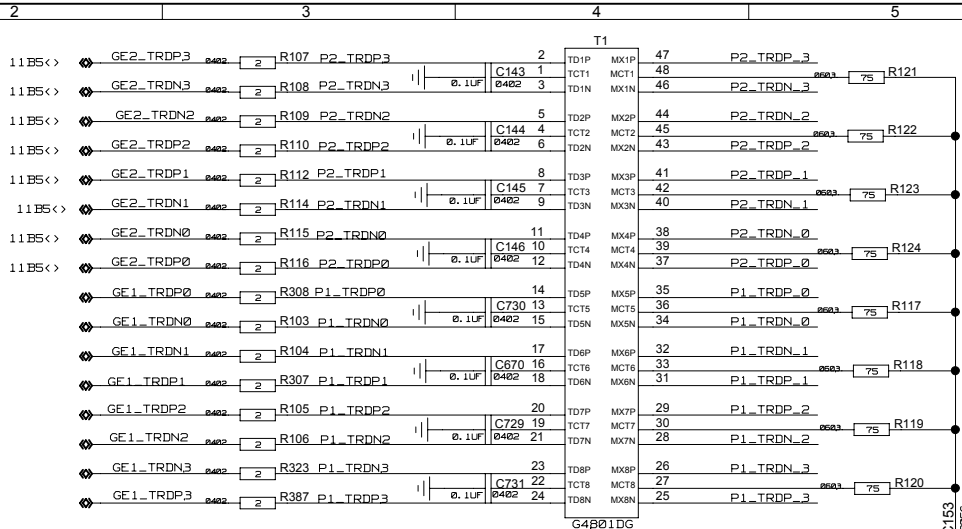 2 3 4 5
T1
11B5<> GE2_TRDP3 0402 2 R107 P2_TRDP3 2 TD1P MX1P 47 P2_TRDP_3
0.1UF C143 0402 1 TCT1 MCT1 48 0603 75 R121
11B5<> GE2_TRDN3 0402 2 R108 P2_TRDN3 3 TD1N MX1N 46 P2_TRDN_3
11B5<> GE2_TRDN2 0402 2 R109 P2_TRDN2 5 TD2P MX2P 44 P2_TRDN_2
0.1UF C144 0402 4 TCT2 MCT2 45 0603 75 R122
11B5<> GE2_TRDP2 0402 2 R110 P2_TRDP2 6 TD2N MX2N 43 P2_TRDP_2
11B5<> GE2_TRDP1 0402 2 R112 P2_TRDP1 8 TD3P MX3P 41 P2_TRDP_1
0.1UF C145 0402 7 TCT3 MCT3 42 0603 75 R123
11B5<> GE2_TRDN1 0402 2 R114 P2_TRDN1 9 TD3N MX3N 40 P2_TRDN_1
11B5<> GE2_TRDN0 0402 2 R115 P2_TRDN0 11 TD4P MX4P 38 P2_TRDN_0
0.1UF C146 0402 10 TCT4 MCT4 39 0603 75 R124
11B5<> GE2_TRDP0 0402 2 R116 P2_TRDP0 12 TD4N MX4N 37 P2_TRDP_0
GE1_TRDP0 0402 2 R308 P1_TRDP0 14 TD5P MX5P 35 P1_TRDP_0
0.1UF C730 0402 13 TCT5 MCT5 36 0603 75 R117
GE1_TRDN0 0402 2 R103 P1_TRDN0 15 TD5N MX5N 34 P1_TRDN_0
GE1_TRDN1 0402 2 R104 P1_TRDN1 17 TD6P MX6P 32 P1_TRDN_1
0.1UF C670 0402 16 TCT6 MCT6 33 0603 75 R118
GE1_TRDP1 0402 2 R307 P1_TRDP1 18 TD6N MX6N 31 P1_TRDP_1
GE1_TRDP2 0402 2 R105 P1_TRDP2 20 TD7P MX7P 29 P1_TRDP_2
0.1UF C729 0402 19 TCT7 MCT7 30 0603 75 R119
GE1_TRDN2 0402 2 R106 P1_TRDN2 21 TD7N MX7N 28 P1_TRDN_2
GE1_TRDN3 0402 2 R323 P1_TRDN3 23 TD8P MX8P 26 P1_TRDN_3
0.1UF C731 0402 22 TCT8 MCT8 27 0603 75 R120
GE1_TRDP3 0402 2 R387 P1_TRDP3 24 TD8N MX8N 25 P1_TRDP_3
G4801DG